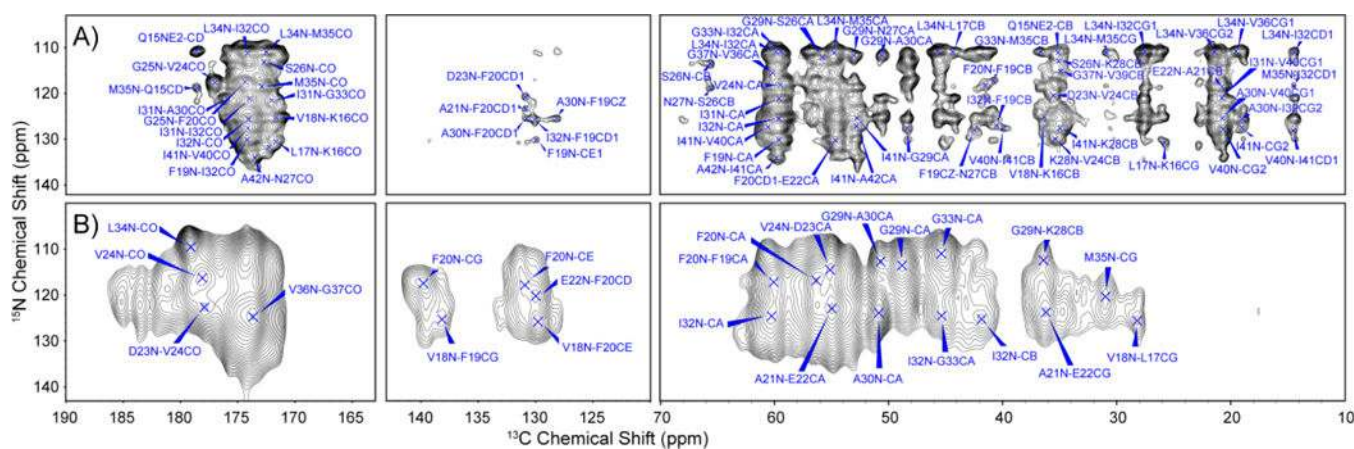 A)
L34N-I32CO
Q15NE2-CD
L34N-M35CO
G25N-V24CO
S26N-CO
M35N-CO
M35N-Q15CD
I31N-G33CO
I31N-A30CO
V18N-K16CO
G25N-F20CO
I31N-I32CO
I32N-CO
I41N-V40CO
L17N-K16CO
F19N-I32CO
A42N-N27CO
D23N-F20CD1
A21N-F20CD1
A30N-F19CZ
A30N-F20CD1
I32N-F19CD1
F19N-CE1
G29N-S26CA
L34N-M35CA
L34N-L17CB
Q15NE2-CB
L34N-I32CG1
L34N-V36CG1
G33N-I32CA
G29N-N27CA
G33N-M35CB
L34N-M35CG
L34N-V36CG2
L34N-I32CD1
L34N-I32CA
G29N-A30CA
G37N-V36CA
S26N-K28CB
I31N-V40CG1
S26N-CB
F20N-F19CB
G37N-V39CB
E22N-A21CB
M35N-I32CD1
V24N-CA
D23N-V24CB
A30N-V40CG1
N27N-S26CB
I32N-F19CB
A30N-I32CG2
I31N-CA
I32N-CA
I41N-K28CB
I41N-CG2
I41N-V40CA
I41N-G29CA
F19N-CA
V40N-I41CB
K28N-V24CB
L17N-K16CG
V40N-I41CD1
A42N-I41CA
F20CD1-E22CA
I41N-A42CA
F19CZ-N27CB
V18N-K16CB
V40N-CG2
110
120
130
140
B)
L34N-CO
V24N-CO
V36N-G37CO
D23N-V24CO
F20N-CG
F20N-CE
E22N-F20CD
V18N-F19CG
V18N-F20CE
G29N-A30CA
G33N-CA
V24N-D23CA
G29N-CA
G29N-K28CB
F20N-CA
M35N-CG
F20N-F19CA
I32N-CA
I32N-G33CA
I32N-CB
V18N-L17CG
A21N-E22CA
A30N-CA
A21N-E22CG
110
120
130
140
15N Chemical Shift (ppm)
190 180 170 140 130 70 60 50 40 30 20 10
13C Chemical Shift (ppm)